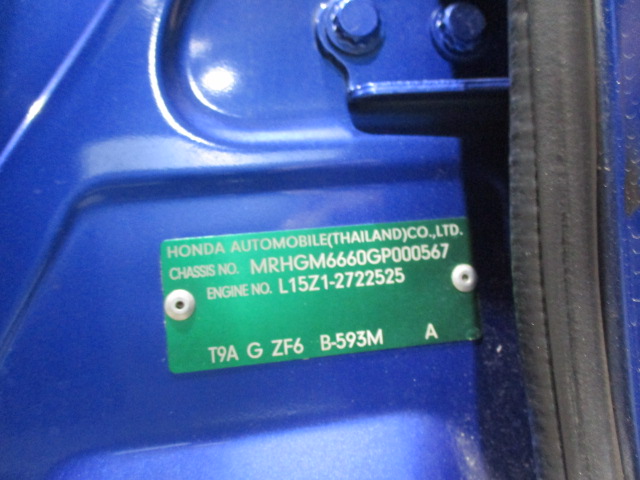 HONDA AUTOMOBILE(THAILAND)CO.,LTD.
CHASSIS NO. MRHGM6660GP000567
ENGINE NO. L15Z1-2722525
T9A G ZF6 B-593M A